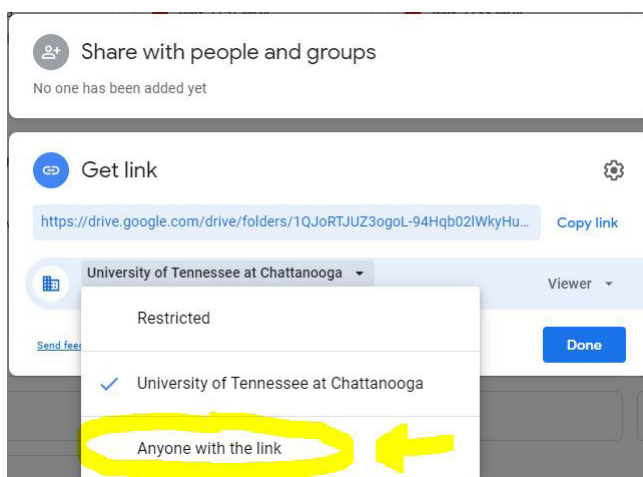 Share with people and groups
No one has been added yet
Get link
https://drive.google.com/drive/folders/1QJoRTJUZ3ogoL-94Hqb02lWkyHu...
Copy link
University of Tennessee at Chattanooga
Viewer
Restricted
Send fee
Done
University of Tennessee at Chattanooga
Anyone with the link